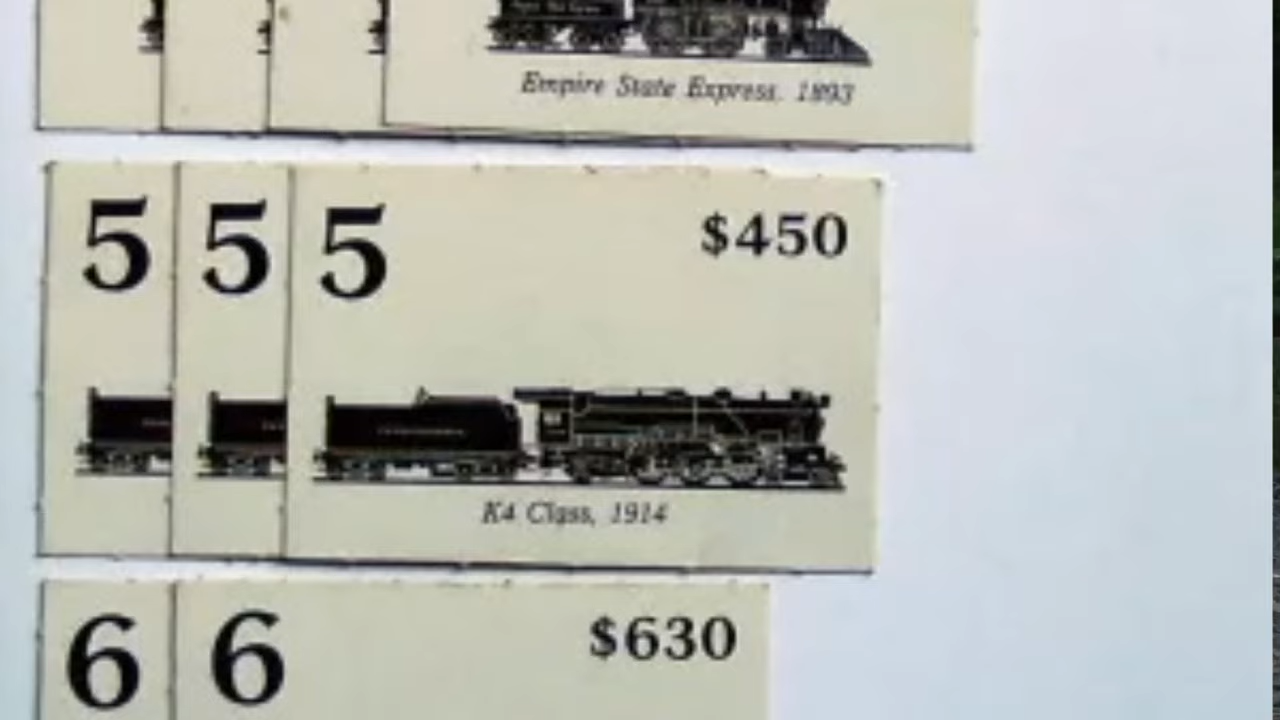 Empire State Express. 1893
5 5 5 $450
K4 Class, 1914
6 6 $630